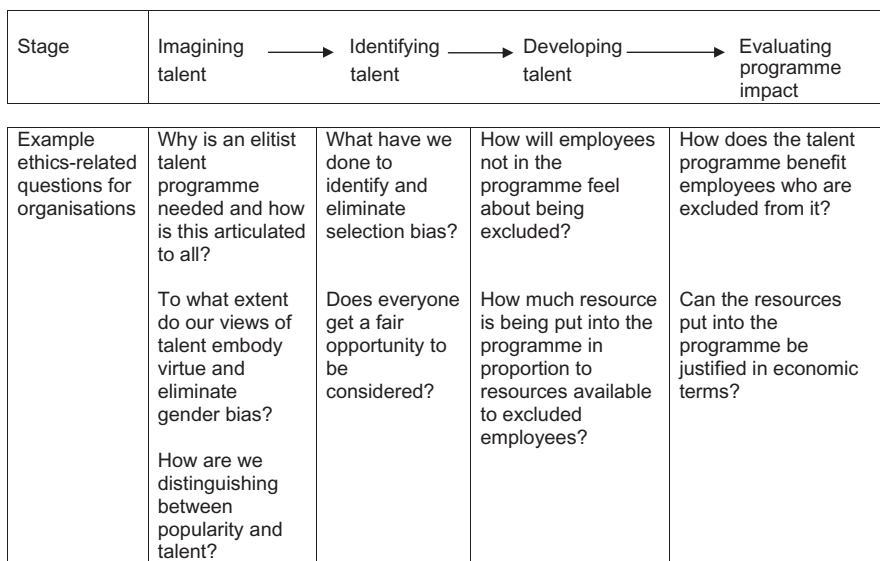 Stage
Imagining
talent
Identifying
talent
Developing
talent
Evaluating
programme
impact
Example
ethics-related
questions for
organisations
Why is an elitist
talent
programme
needed and how
is this articulated
to all?
To what extent
do our views of
talent embody
virtue and
eliminate
gender bias?
How are we
distinguishing
between
popularity and
talent?
What have we
done to
identify and
eliminate
selection bias?
Does everyone
get a fair
opportunity to
be
considered?
How will employees
not in the
programme feel
about being
excluded?
How much resource
is being put into the
programme in
proportion to
resources available
to excluded
employees?
How does the talent
programme benefit
employees who are
excluded from it?
Can the resources
put into the
programme be
justified in economic
terms?